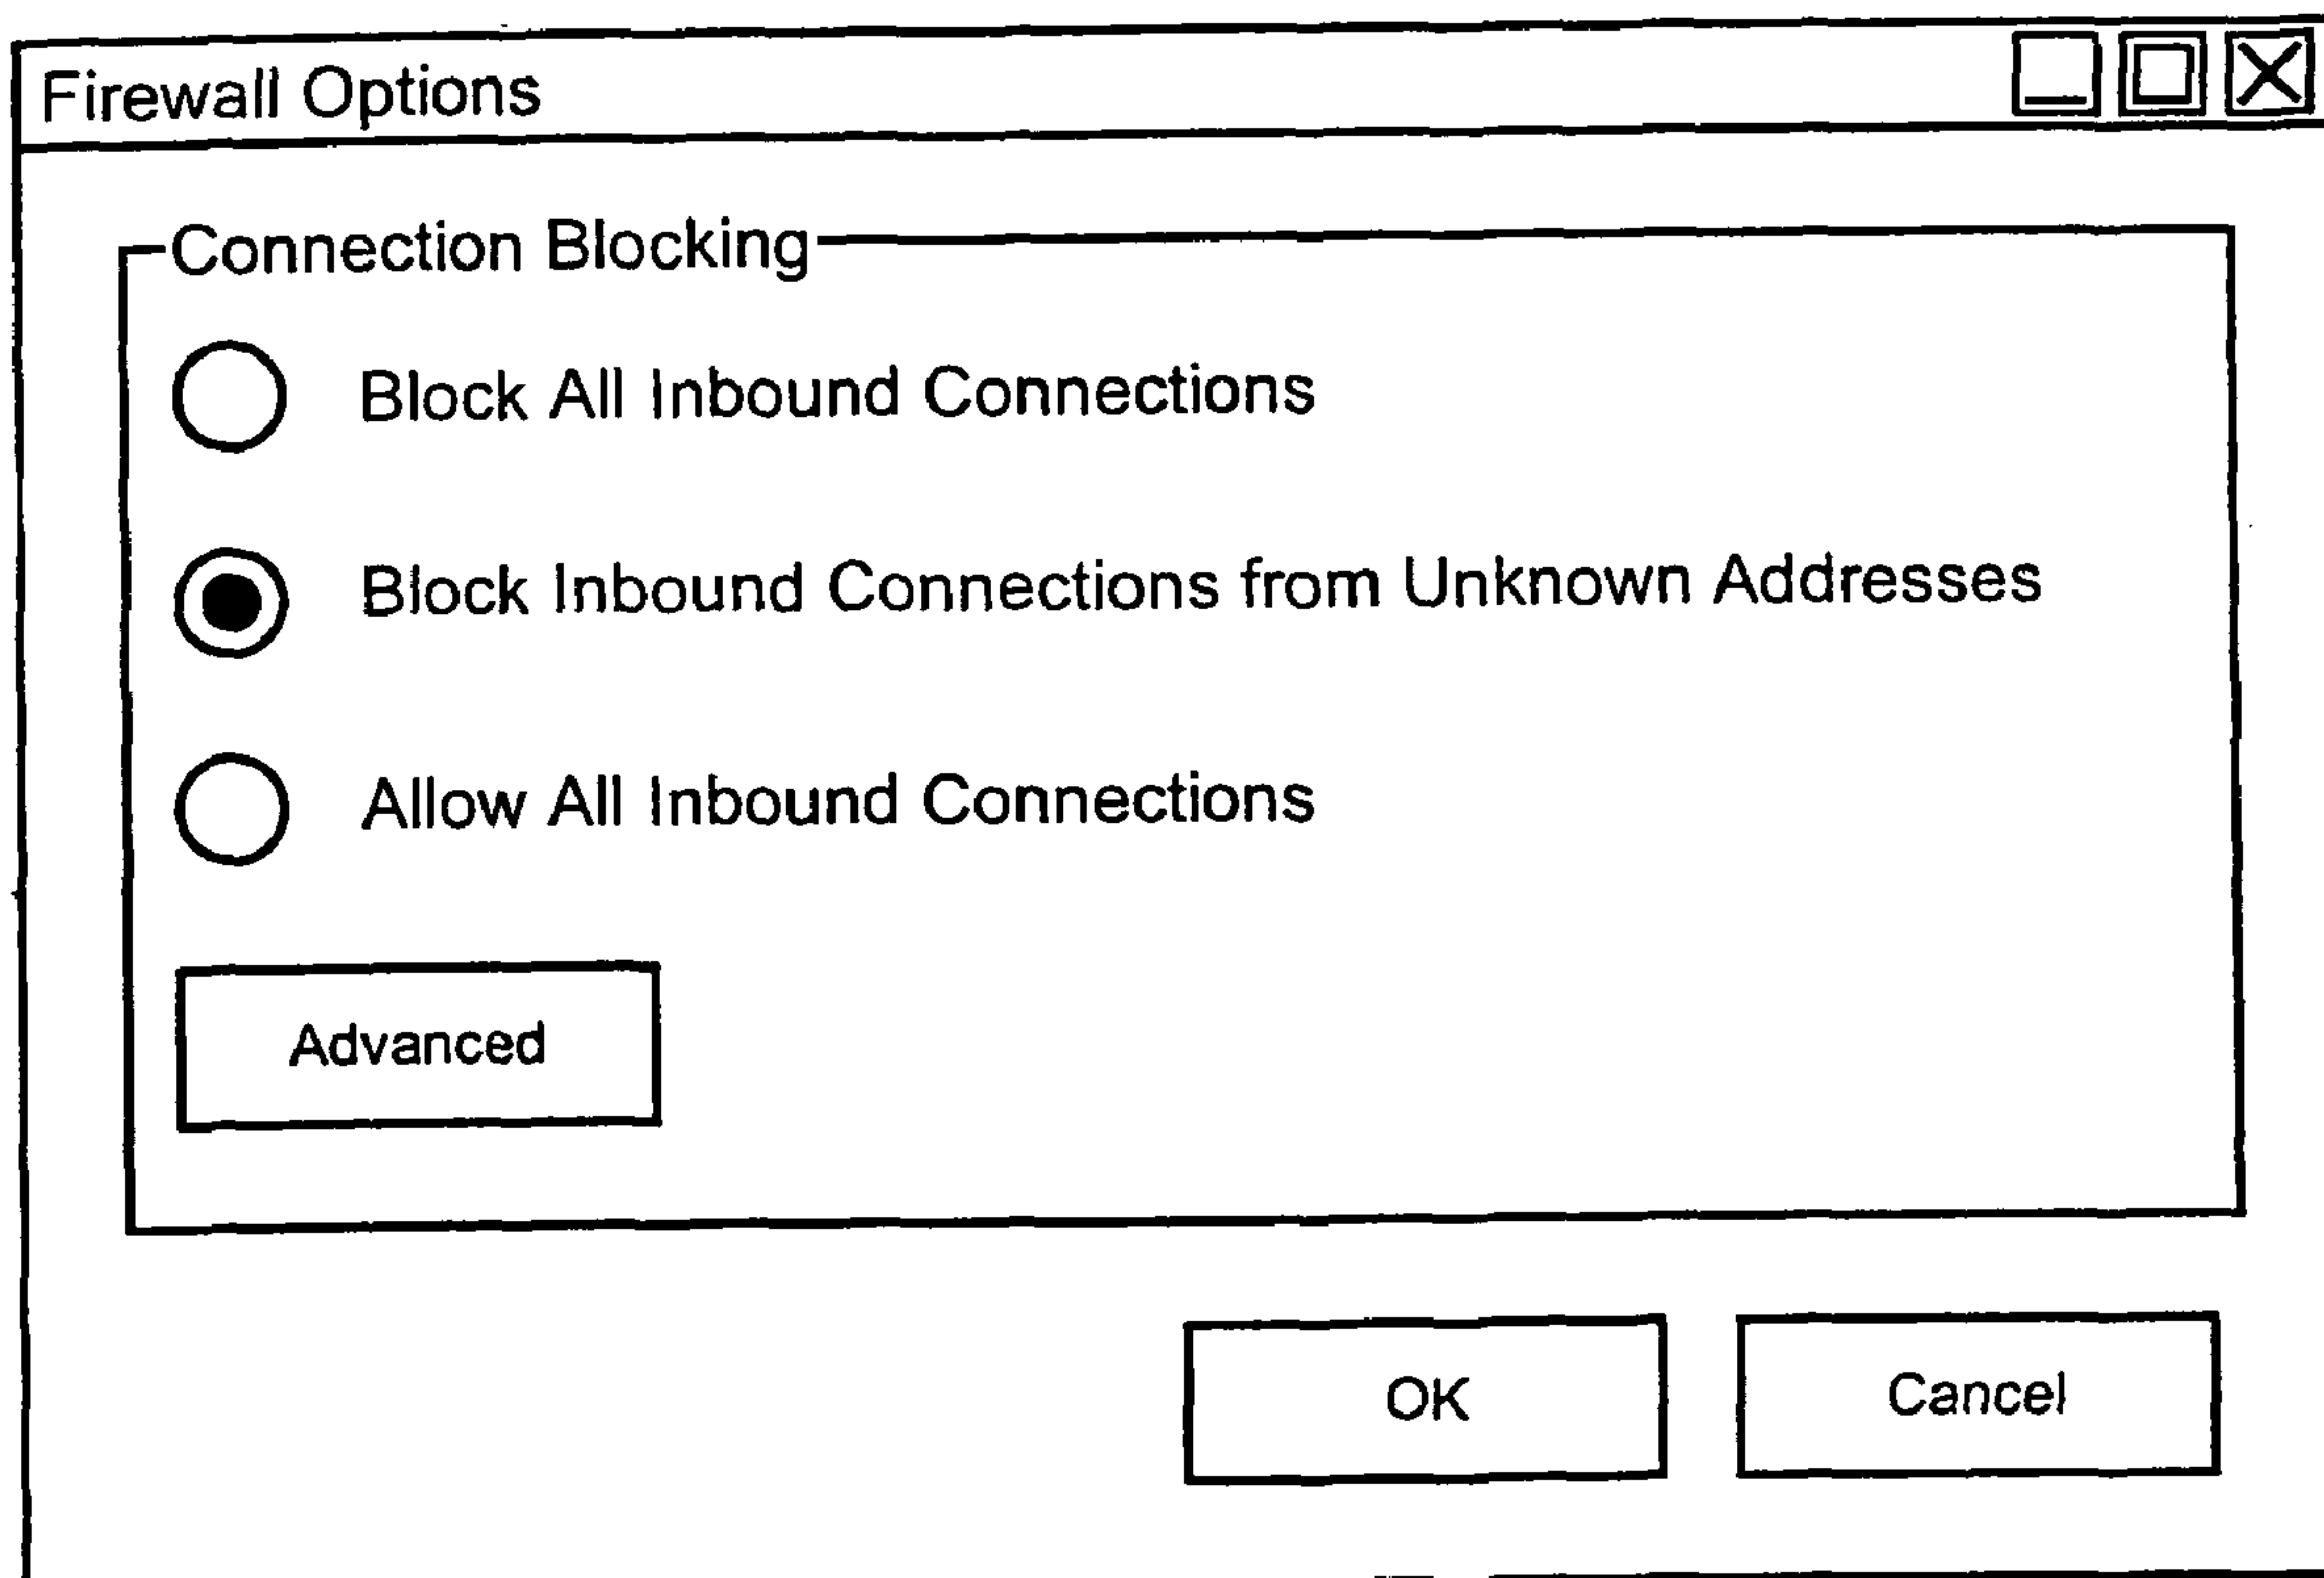 Firewall Options
Connection Blocking
Block All Inbound Connections
Block Inbound Connections from Unknown Addresses
Allow All Inbound Connections
Advanced
OK
Cancel